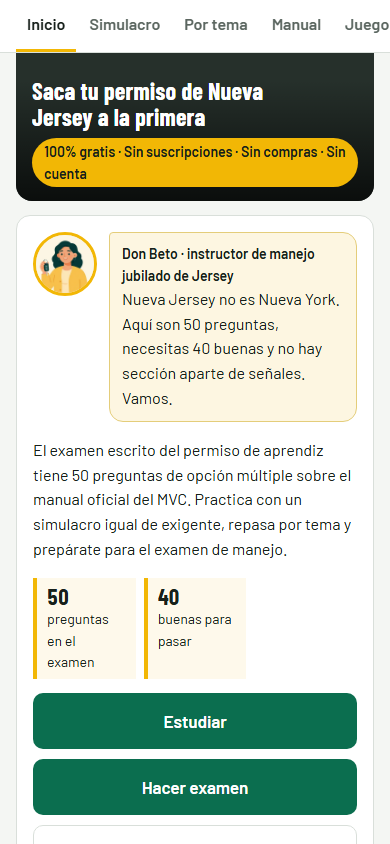 Inicio
Simulacro
Por tema
Manual
Juego
Saca tu permiso de Nueva
Jersey a la primera
100% gratis · Sin suscripciones · Sin compras · Sin
cuenta
Don Beto · instructor de manejo
jubilado de Jersey
Nueva Jersey no es Nueva York.
Aquí son 50 preguntas,
necesitas 40 buenas y no hay
sección aparte de señales.
Vamos.
El examen escrito del permiso de aprendiz
tiene 50 preguntas de opción múltiple sobre el
manual oficial del MVC. Practica con un
simulacro igual de exigente, repasa por tema y
prepárate para el examen de manejo.
50
preguntas
en el
examen
40
buenas para
pasar
Estudiar
Hacer examen